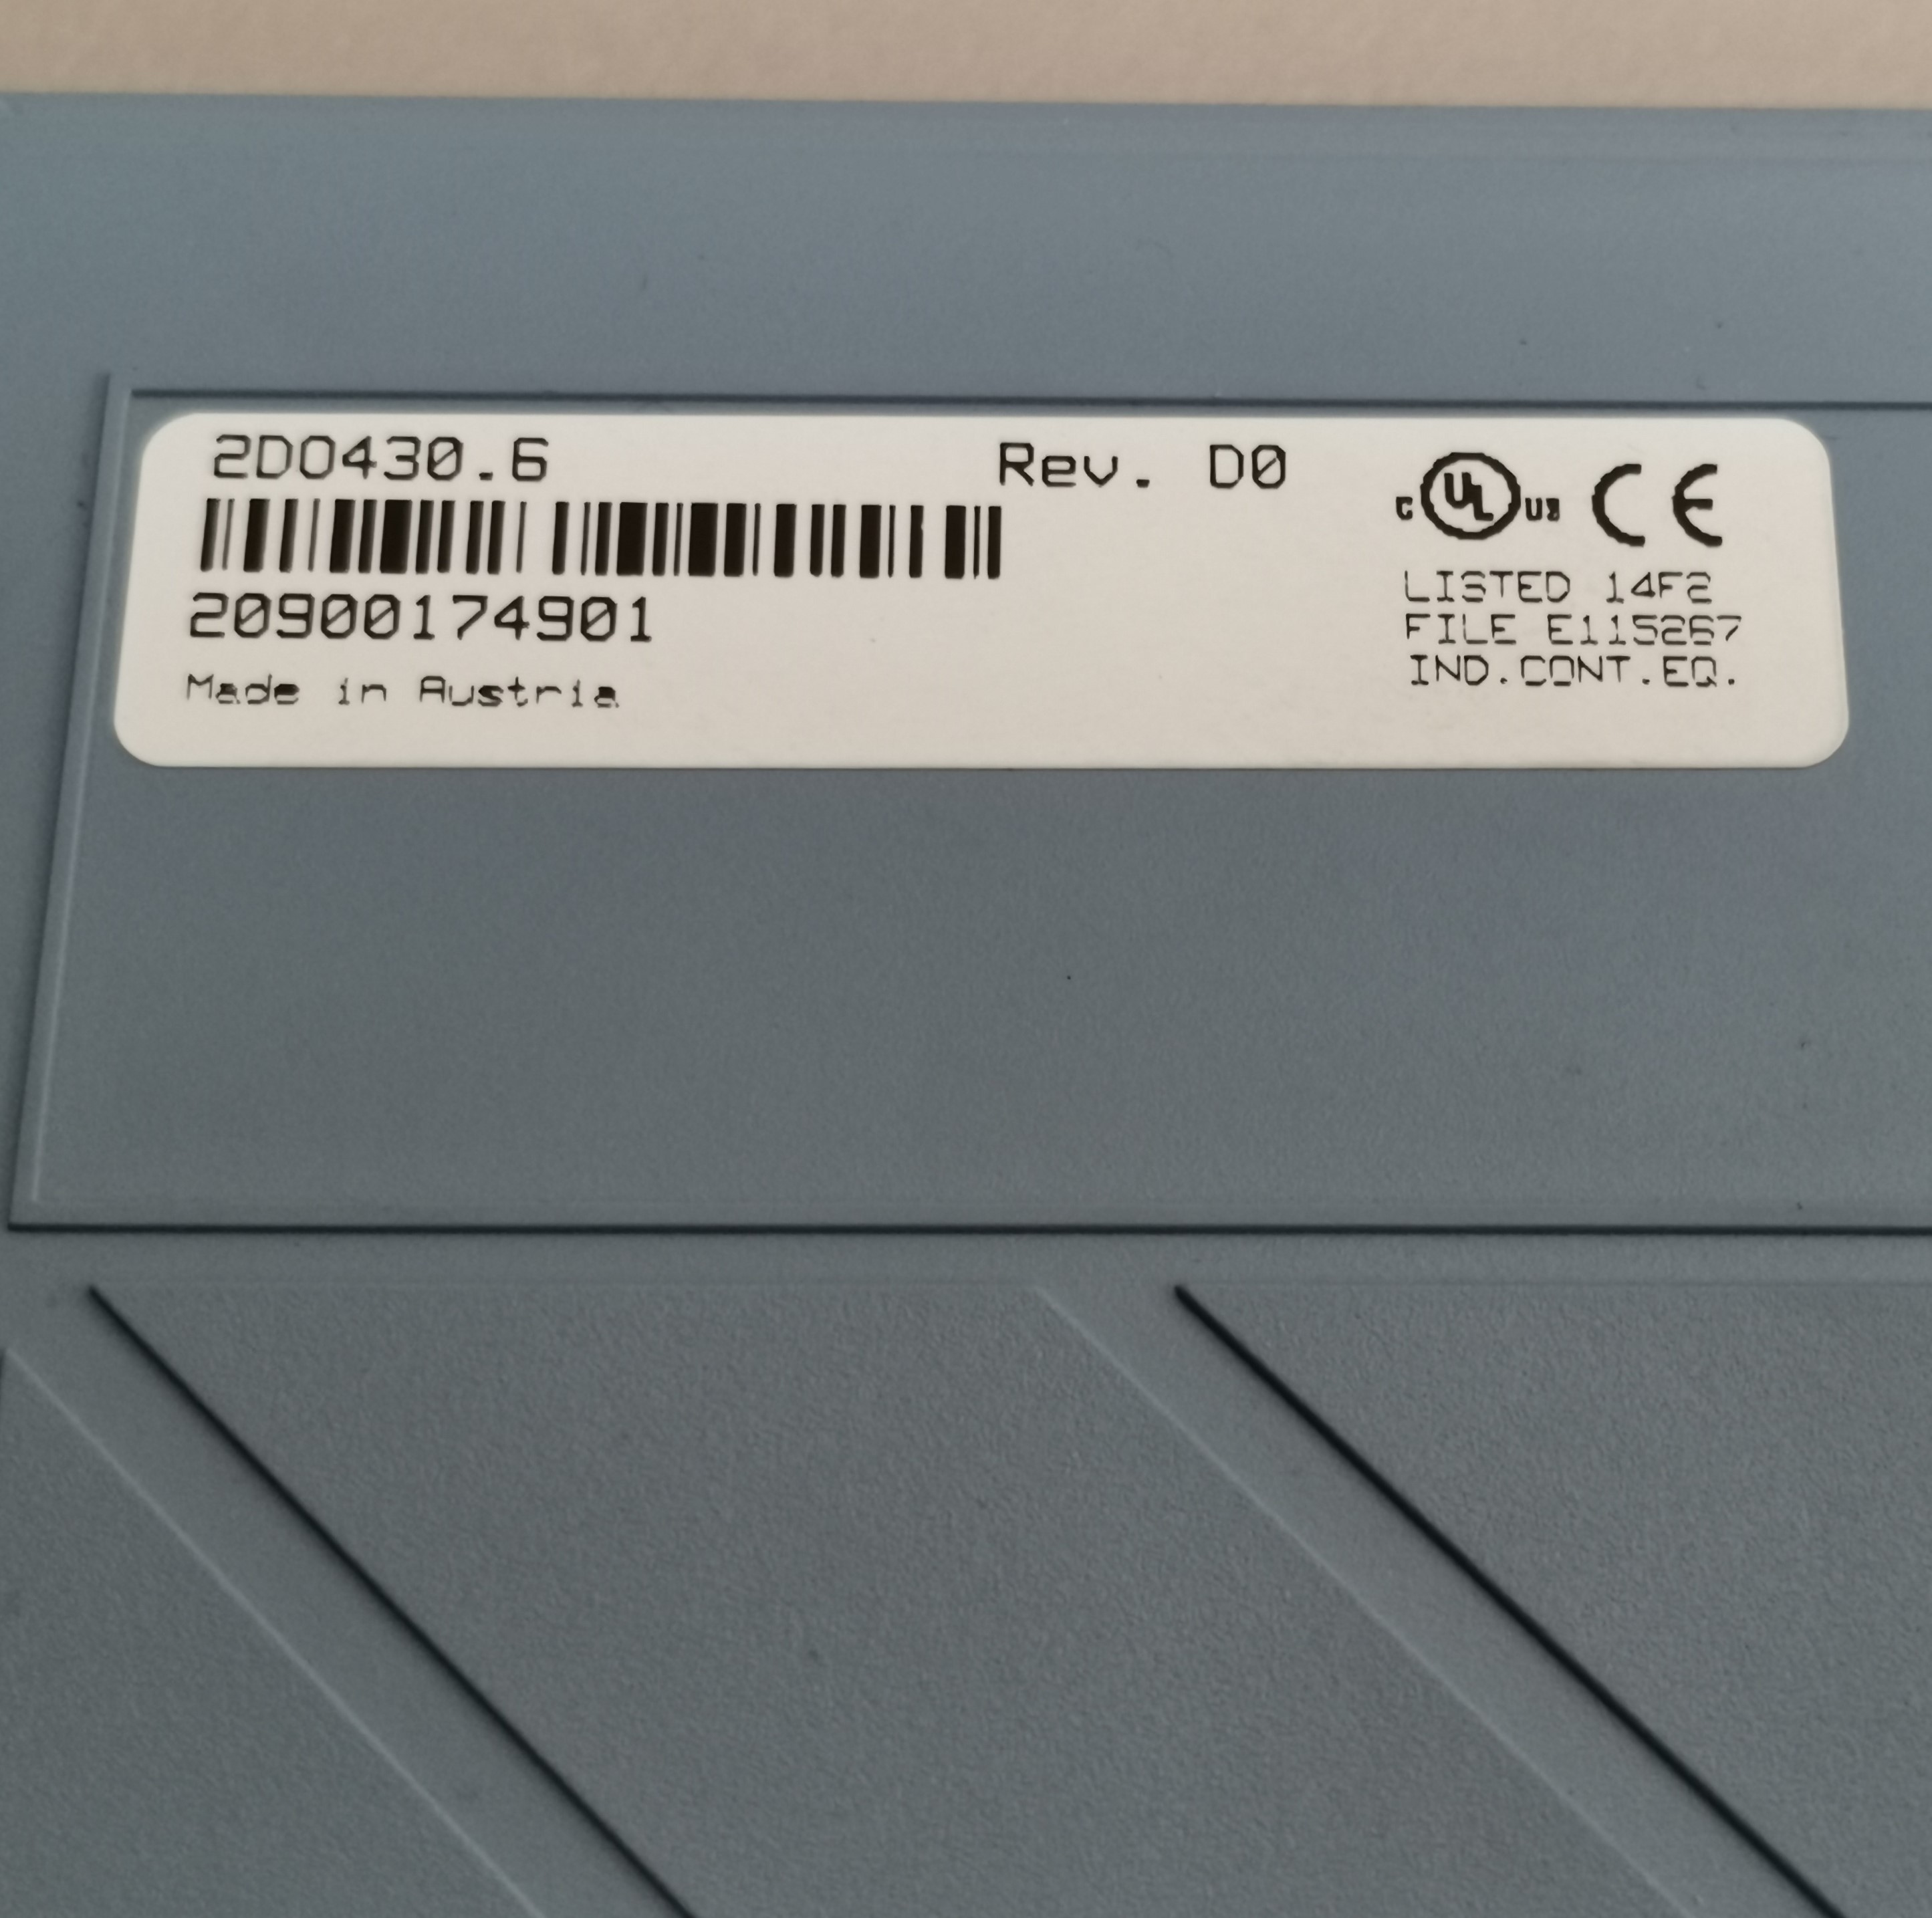 2DO430.6 Rev. D0
20900174901
Made in Austria
C UL US CE
LISTED 14F2
FILE E115267
IND.CONT.EQ.